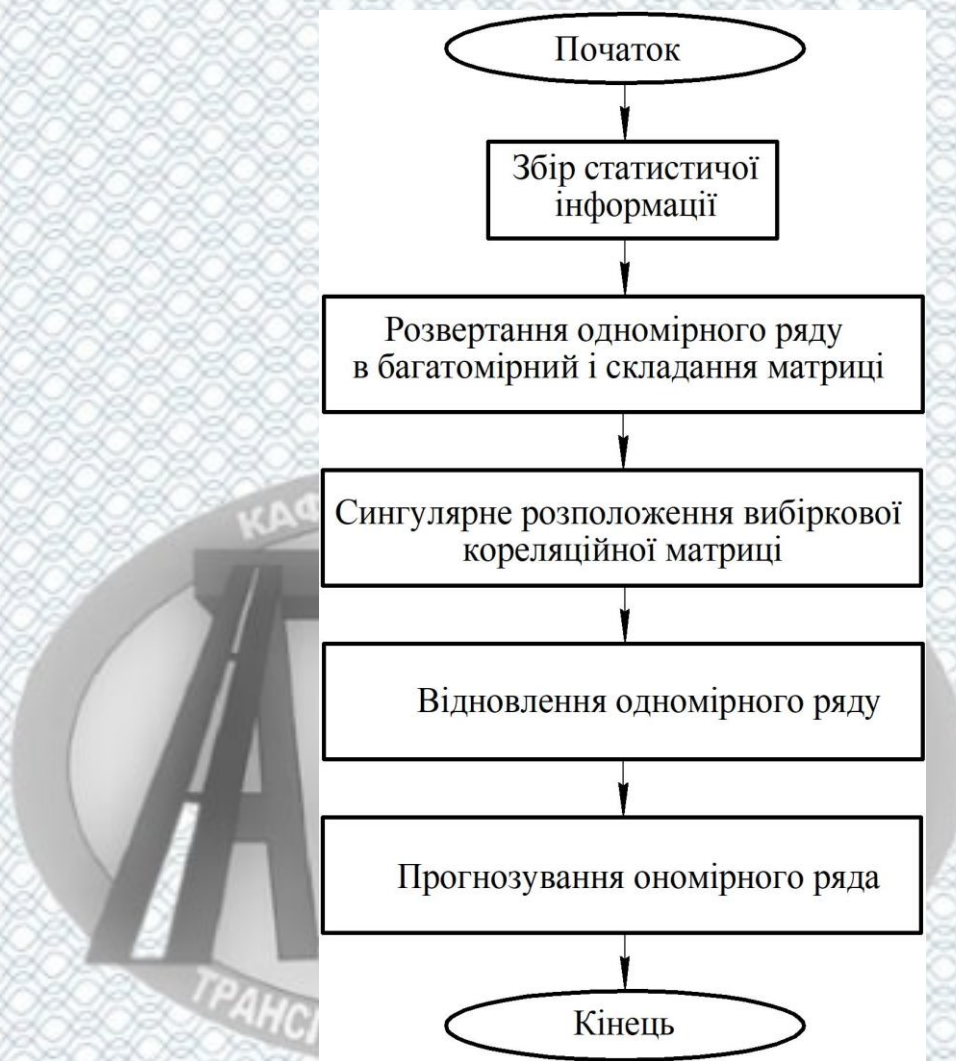 Початок
Збір статистичої
інформації
Розвертання одномірного ряду
в багатомірний і складання матриці
Сингулярне розположення вибіркової
кореляційної матриці
Відновлення одномірного ряду
Прогнозування ономірного ряда
Кінець